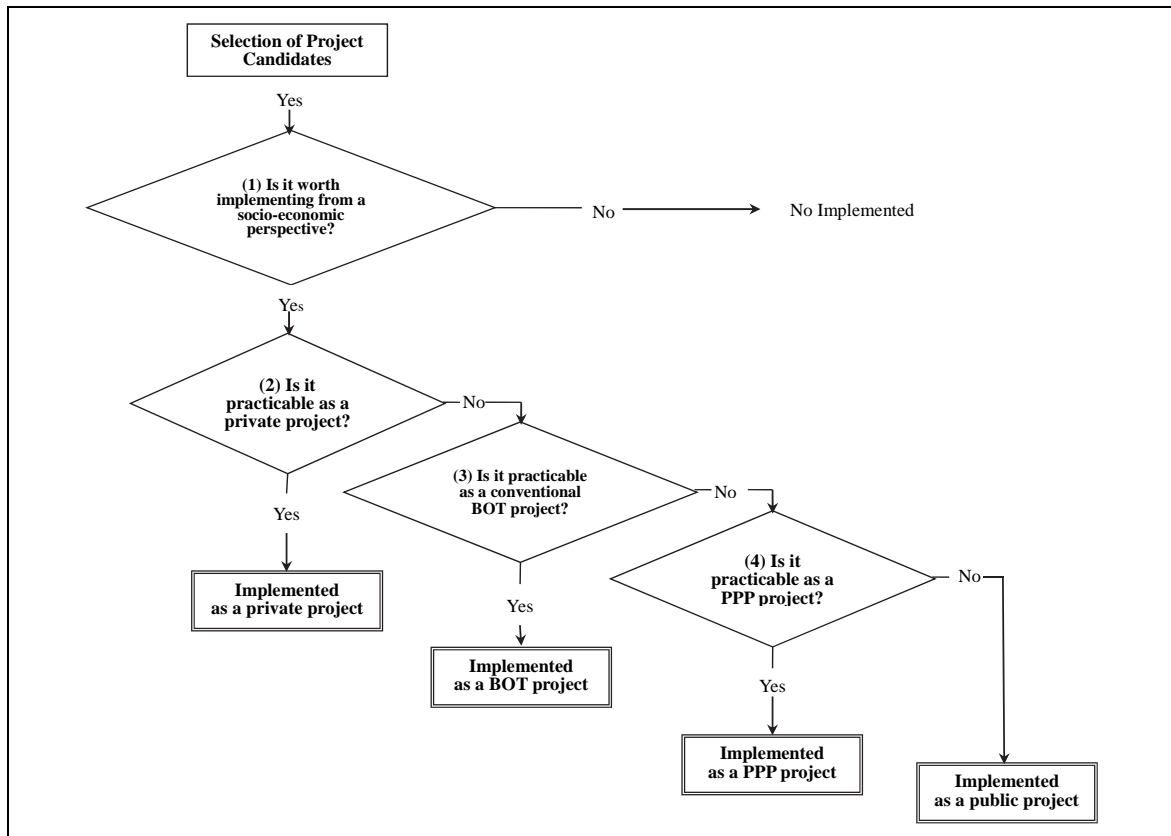 Selection of Project
Candidates
Yes
(1) Is it worth
implementing from a
socio-economic
perspective?
No
No Implemented
Yes
(2) Is it
practicable as a
private project?
No
(3) Is it practicable
as a conventional
BOT project?
No
Yes
(4) Is it
practicable as a
PPP project?
No
Implemented
as a private project
Yes
Implemented
as a BOT project
Yes
Implemented
as a PPP project
Implemented
as a public project